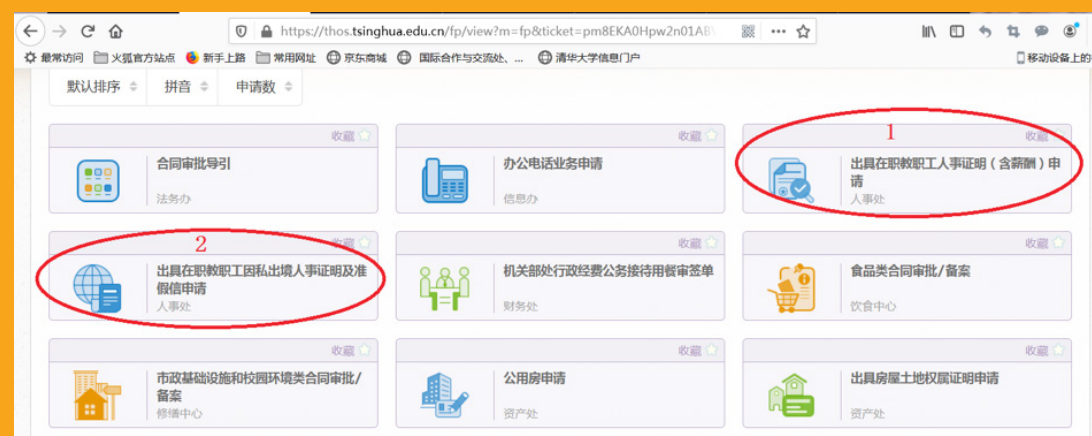 https://thos.tsinghua.edu.cn/fp/view?m=fp&ticket=pm8EKA0Hpw2n01AB
最常访问 火狐官方站点 新手上路 常用网址 京东商城 国际合作与交流处、... 清华大学信息门户 移动设备上的
默认排序 拼音 申请数
收藏 收藏 1 收藏
合同审批导引
法务办
办公电话业务申请
信息办
出具在职教职工人事证明（含薪酬）申
请
人事处
2 收藏 收藏 收藏
出具在职教职工因私出境人事证明及准
假信申请
人事处
机关部处行政经费公务接待用餐审签单
财务处
食品类合同审批/备案
饮食中心
收藏 收藏 收藏
市政基础设施和校园环境类合同审批/
备案
修缮中心
公用房申请
资产处
出具房屋土地权属证明申请
资产处